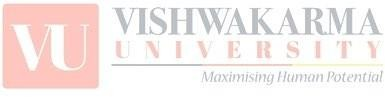 VU
VISHWAKARMA
UNIVERSITY
Maximising Human Potential